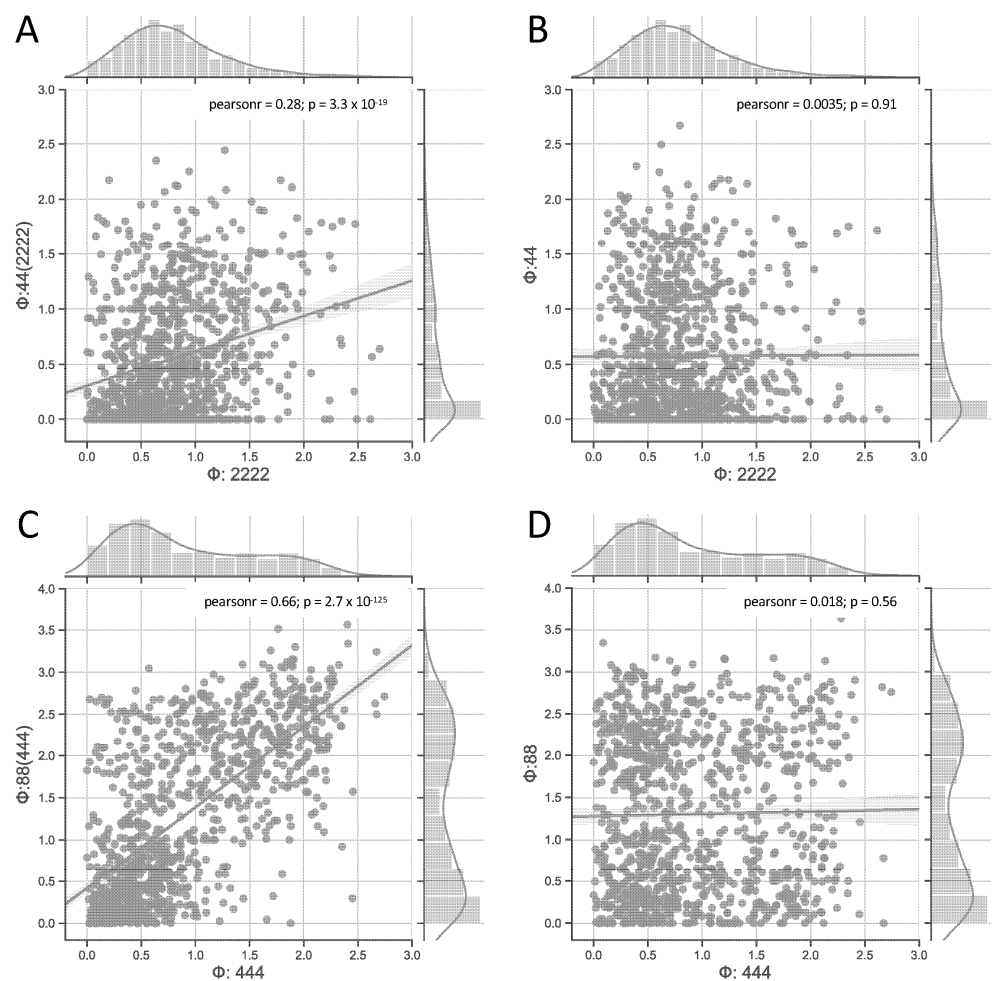 A
pearsonr = 0.28; p = 3.3 x 10-19
3.0
2.5
2.0
1.5
1.0
0.5
0.0
Φ:44(2222)
0.0 0.5 1.0 1.5 2.0 2.5 3.0
Φ: 2222
B
pearsonr = 0.0035; p = 0.91
3.0
2.5
2.0
1.5
1.0
0.5
0.0
Φ:44
0.0 0.5 1.0 1.5 2.0 2.5 3.0
Φ: 2222
C
pearsonr = 0.66; p = 2.7 x 10-125
4.0
3.5
3.0
2.5
2.0
1.5
1.0
0.5
0.0
Φ:88(444)
0.0 0.5 1.0 1.5 2.0 2.5 3.0
Φ: 444
D
pearsonr = 0.018; p = 0.56
4.0
3.5
3.0
2.5
2.0
1.5
1.0
0.5
0.0
Φ:88
0.0 0.5 1.0 1.5 2.0 2.5 3.0
Φ: 444